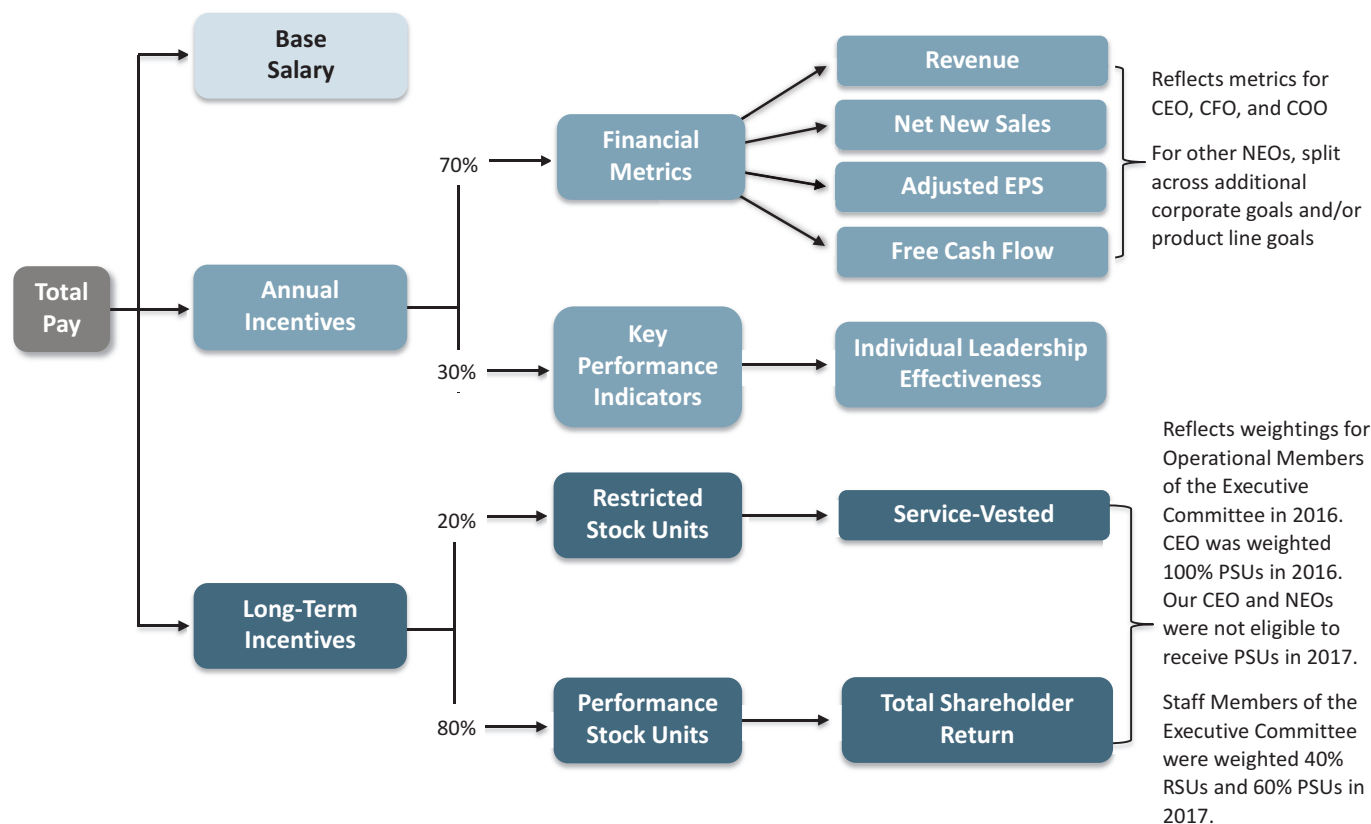 Base
Salary
Revenue
Reflects metrics for
CEO, CFO, and COO
Net New Sales
Financial
Metrics
70%
For other NEOs, split
across additional
corporate goals and/or
product line goals
Adjusted EPS
Free Cash Flow
Total
Pay
Annual
Incentives
Key
Performance
Indicators
30%
Individual Leadership
Effectiveness
Reflects weightings for
Operational Members
of the Executive
Committee in 2016.
CEO was weighted
100% PSUs in 2016.
Our CEO and NEOs
were not eligible to
receive PSUs in 2017.
Restricted
Stock Units
20%
Service-Vested
Long-Term
Incentives
80%
Performance
Stock Units
Total Shareholder
Return
Staff Members of the
Executive Committee
were weighted 40%
RSUs and 60% PSUs in
2017.